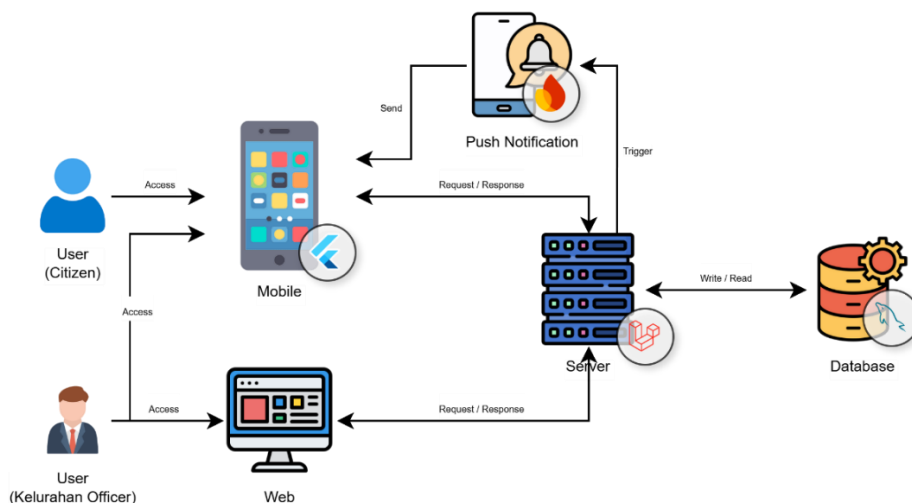 Send
Push Notification
Trigger
Access
Request / Response
User
(Citizen)
Mobile
Write / Read
Access
Server
Database
Access
Request / Response
User
(Kelurahan Officer)
Web